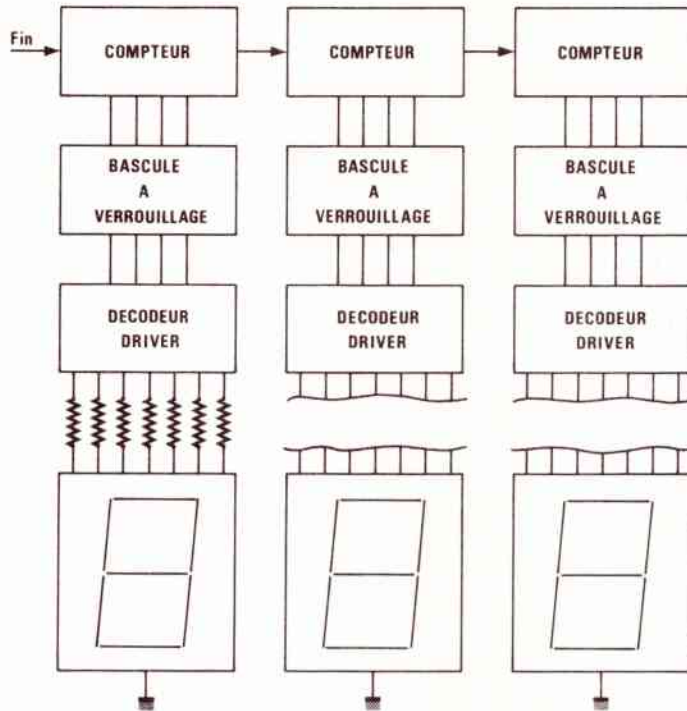 Fin
COMPTEUR
COMPTEUR
COMPTEUR
BASCULE
A
VERROUILLAGE
BASCULE
A
VERROUILLAGE
BASCULE
A
VERROUILLAGE
DECODEUR
DRIVER
DECODEUR
DRIVER
DECODEUR
DRIVER